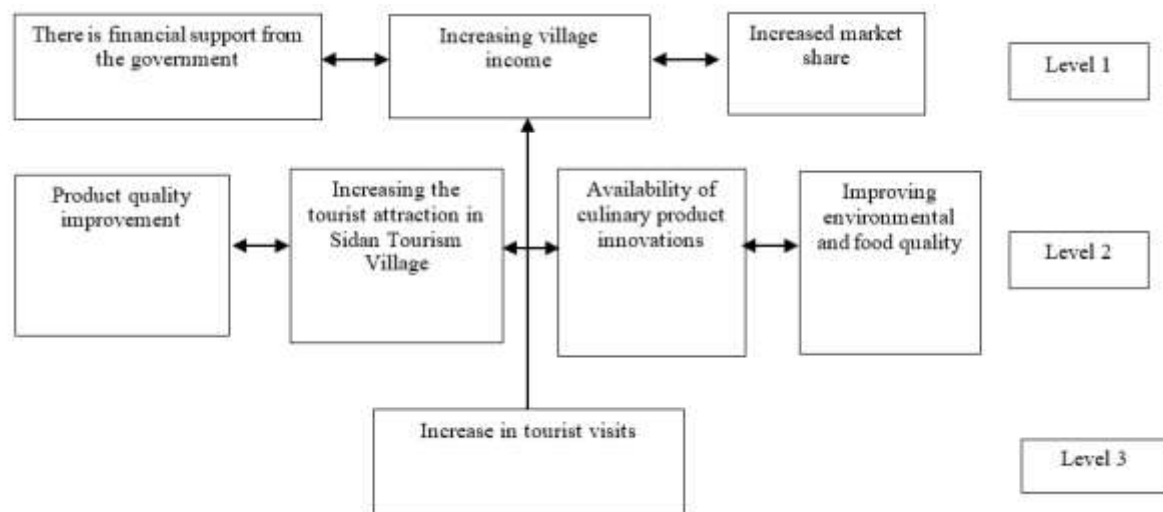 There is financial support from
the government
Increasing village
income
Increased market
share
Level 1
Product quality
improvement
Increasing the
tourist attraction in
Sidan Tourism
Village
Availability of
culinary product
innovations
Improving
environmental
and food quality
Level 2
Increase in tourist visits
Level 3